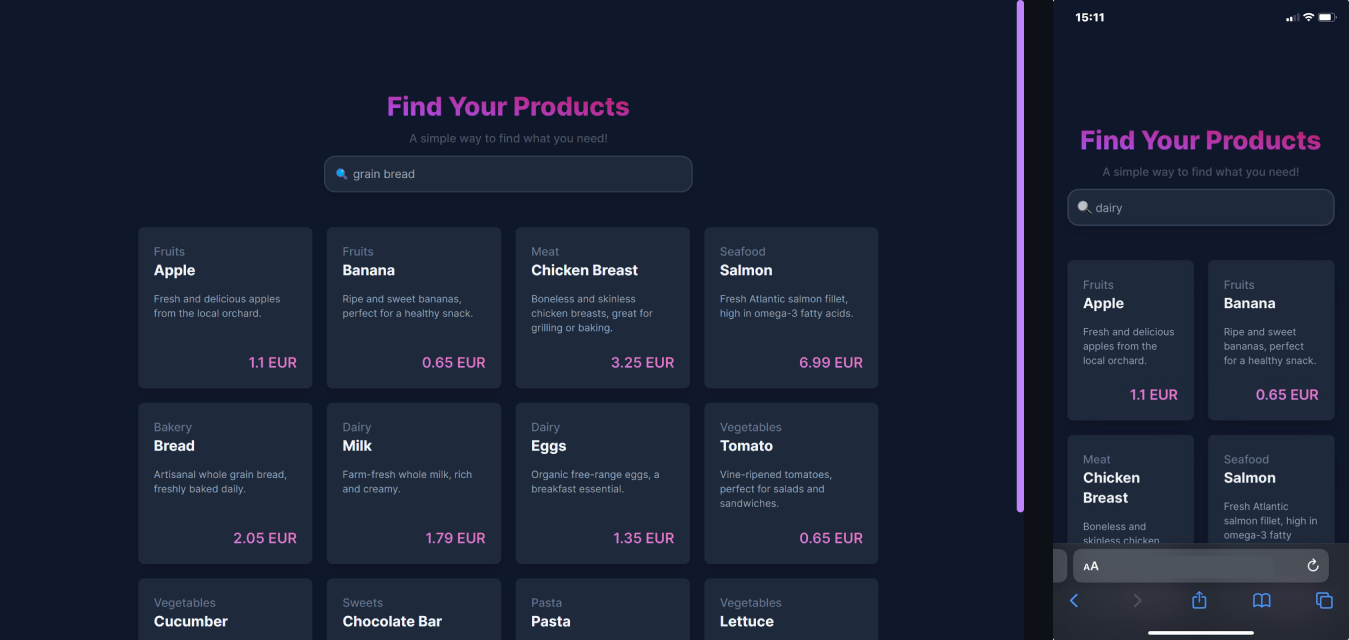 Find Your Products
A simple way to find what you need!
grain bread
Fruits
Apple
Fresh and delicious apples
from the local orchard.
1.1 EUR
Fruits
Banana
Ripe and sweet bananas,
perfect for a healthy snack.
0.65 EUR
Meat
Chicken Breast
Boneless and skinless
chicken breasts, great for
grilling or baking.
3.25 EUR
Seafood
Salmon
Fresh Atlantic salmon fillet,
high in omega-3 fatty acids.
6.99 EUR
Bakery
Bread
Artisanal whole grain bread,
freshly baked daily.
2.05 EUR
Dairy
Milk
Farm-fresh whole milk, rich
and creamy.
1.79 EUR
Dairy
Eggs
Organic free-range eggs, a
breakfast essential.
1.35 EUR
Vegetables
Tomato
Vine-ripened tomatoes,
perfect for salads and
sandwiches.
0.65 EUR
Vegetables
Cucumber
Sweets
Chocolate Bar
Pasta
Pasta
Vegetables
Lettuce
15:11
Find Your Products
A simple way to find what you need!
dairy
Fruits
Apple
Fresh and delicious
apples from the
local orchard.
1.1 EUR
Fruits
Banana
Ripe and sweet
bananas, perfect
for a healthy snack.
0.65 EUR
Meat
Chicken
Breast
Boneless and
skinless chicken
Seafood
Salmon
Fresh Atlantic
salmon fillet, high in
omega-3 fatty
AA